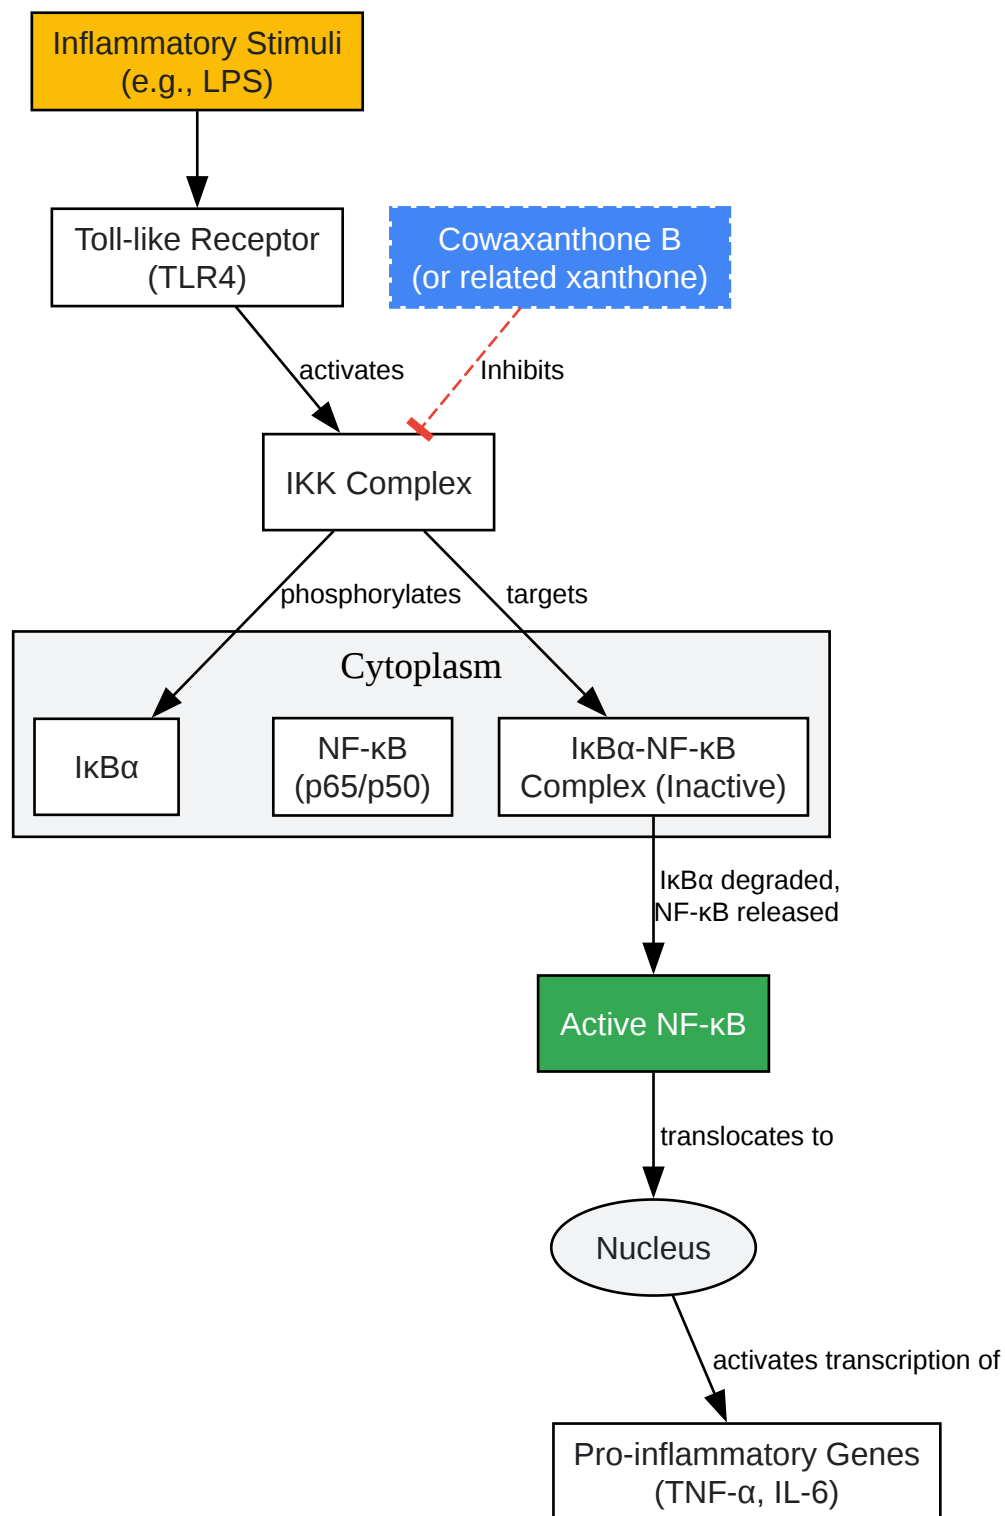 Inflammatory Stimuli
(e.g., LPS)
Toll-like Receptor
(TLR4)
Cowaxanthone B
(or related xanthone)
activates
Inhibits
IKK Complex
phosphorylates
targets
Cytoplasm
IκBα
NF-κB
(p65/p50)
IκBα-NF-κB
Complex (Inactive)
IκBα degraded,
NF-κB released
Active NF-κB
translocates to
Nucleus
activates transcription of
Pro-inflammatory Genes
(TNF-α, IL-6)